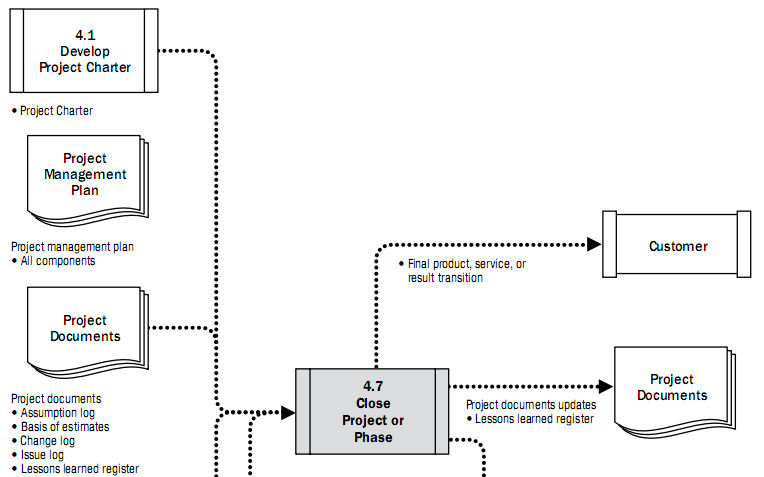 4.1
Develop
Project Charter
• Project Charter
Project
Management
Plan
Project management plan
• All components
Project
Documents
Project documents
• Assumption log
• Basis of estimates
• Change log
• Issue log
• Lessons learned register
4.7
Close
Project or
Phase
• Final product, service, or
result transition
Customer
Project documents updates
• Lessons learned register
Project
Documents